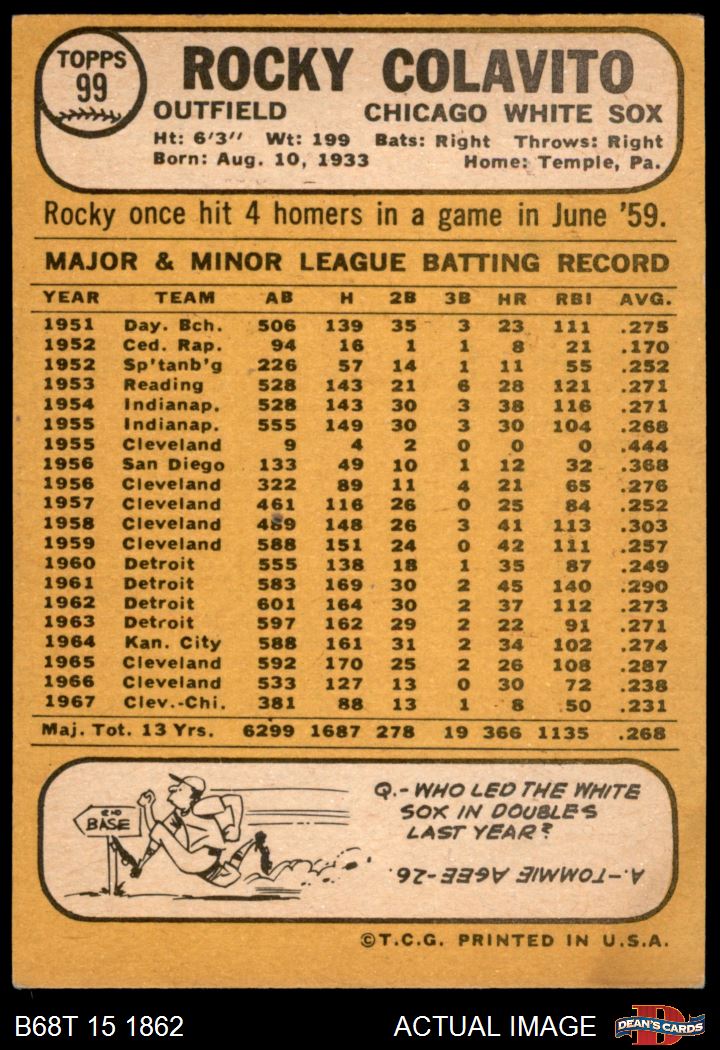 TOPPS
99
ROCKY COLAVITO
OUTFIELD CHICAGO WHITE SOX
Ht: 6'3" Wt: 199 Bats: Right Throws: Right
Born: Aug. 10, 1933 Home: Temple, Pa.
Rocky once hit 4 homers in a game in June '59.
MAJOR & MINOR LEAGUE BATTING RECORD
YEAR TEAM AB H 2B 3B HR RBI AVG.
1951 Day. Bch. 506 139 35 3 23 111 .275
1952 Ced. Rap. 94 16 1 1 8 21 .170
1952 Sp'tanb'g 226 57 14 1 11 55 .252
1953 Reading 528 143 21 6 28 121 .271
1954 Indianap. 528 143 30 3 38 116 .271
1955 Indianap. 555 149 30 3 30 104 .268
1955 Cleveland 9 4 2 0 0 0 .444
1956 San Diego 133 49 10 1 12 32 .368
1956 Cleveland 322 89 11 4 21 65 .276
1957 Cleveland 461 116 26 0 25 84 .252
1958 Cleveland 489 148 26 3 41 113 .303
1959 Cleveland 588 151 24 0 42 111 .257
1960 Detroit 555 138 18 1 35 87 .249
1961 Detroit 583 169 30 2 45 140 .290
1962 Detroit 601 164 30 2 37 112 .273
1963 Detroit 597 162 29 2 22 91 .271
1964 Kan. City 588 161 31 2 34 102 .274
1965 Cleveland 592 170 25 2 26 108 .287
1966 Cleveland 533 127 13 0 30 72 .238
1967 Clev.-Chi. 381 88 13 1 8 50 .231
Maj. Tot. 13 Yrs. 6299 1687 278 19 366 1135 .268
2ND
BASE
Q.- WHO LED THE WHITE
SOX IN DOUBLES
LAST YEAR?
A.-TOMMIE AGEE-26.
©T.C.G. PRINTED IN U.S.A.
B68T 15 1862 ACTUAL IMAGE
D
DEAN'S CARDS